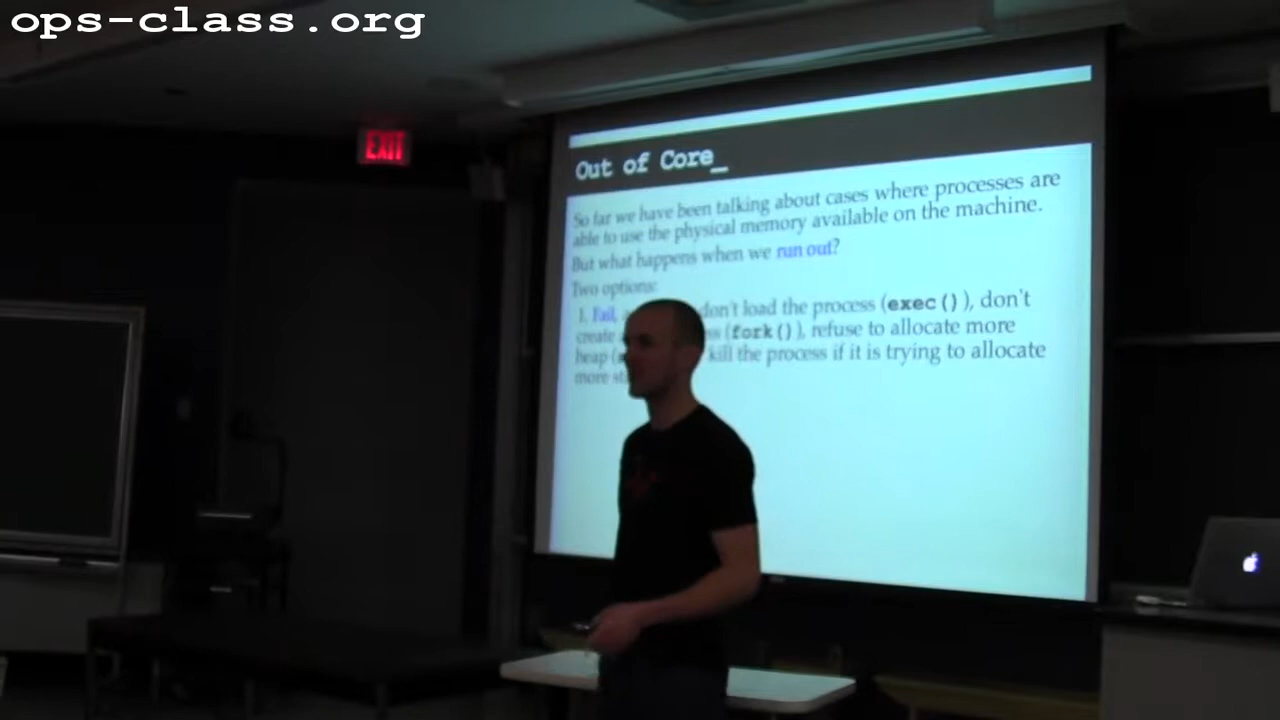 ops-class.org
EXIT
Out of Core_
So far we have been talking about cases where processes are
able to use the physical memory available on the machine.
But what happens when we run out?
Two options:
1. Fail, don't load the process (exec()), don't
create (fork()), refuse to allocate more
heap ( kill the process if it is trying to allocate
more